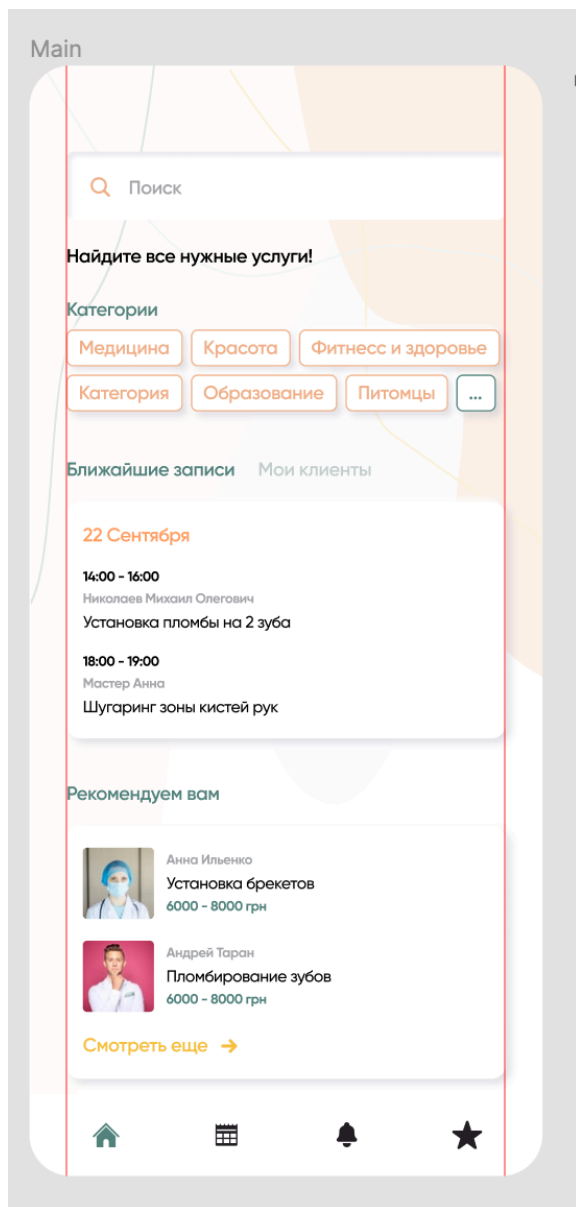 Main
Поиск
Найдите все нужные услуги!
Категории
Медицина Красота Фитнесс и здоровье
Категория Образование Питомцы ...
Ближайшие записи Мои клиенты
22 Сентября
14:00 - 16:00
Николаев Михаил Олегович
Установка пломбы на 2 зуба
18:00 - 19:00
Мастер Анна
Шугаринг зоны кистей рук
Рекомендуем вам
Анна Ильенко
Установка брекетов
6000 - 8000 грн
Андрей Таран
Пломбирование зубов
6000 - 8000 грн
Смотреть еще →